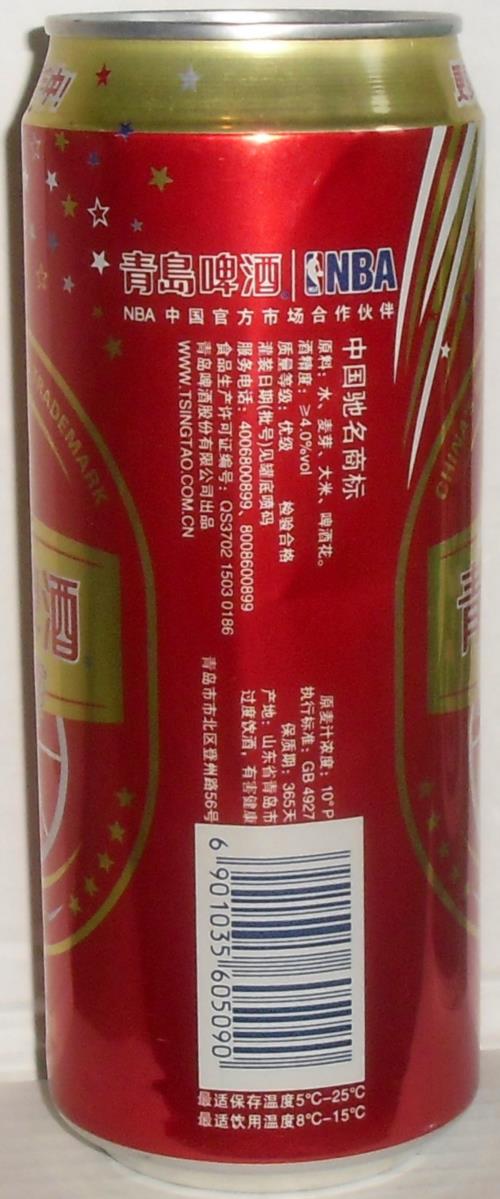 青岛啤酒 NBA
NBA 中国官方市场合作伙伴
中国驰名商标
原料：水、麦芽、大米、啤酒花。
酒精度：≥4.0%vol
质量等级：优级 检验合格
灌装日期(批号)见罐底喷码
服务电话：4006800899、8008600899
食品生产许可证编号：QS3702 1503 0186
青岛啤酒股份有限公司出品
WWW.TSINGTAO.COM.CN
原麦汁浓度：10°P
执行标准：GB 4927
保质期：365天
产地：山东省青岛市
过度饮酒，有害健康
青岛市市北区登州路56号
6 901035 605090
最适保存温度5℃-25℃
最适饮用温度8℃-15℃
TRADEMARK
酒
CHINA
青